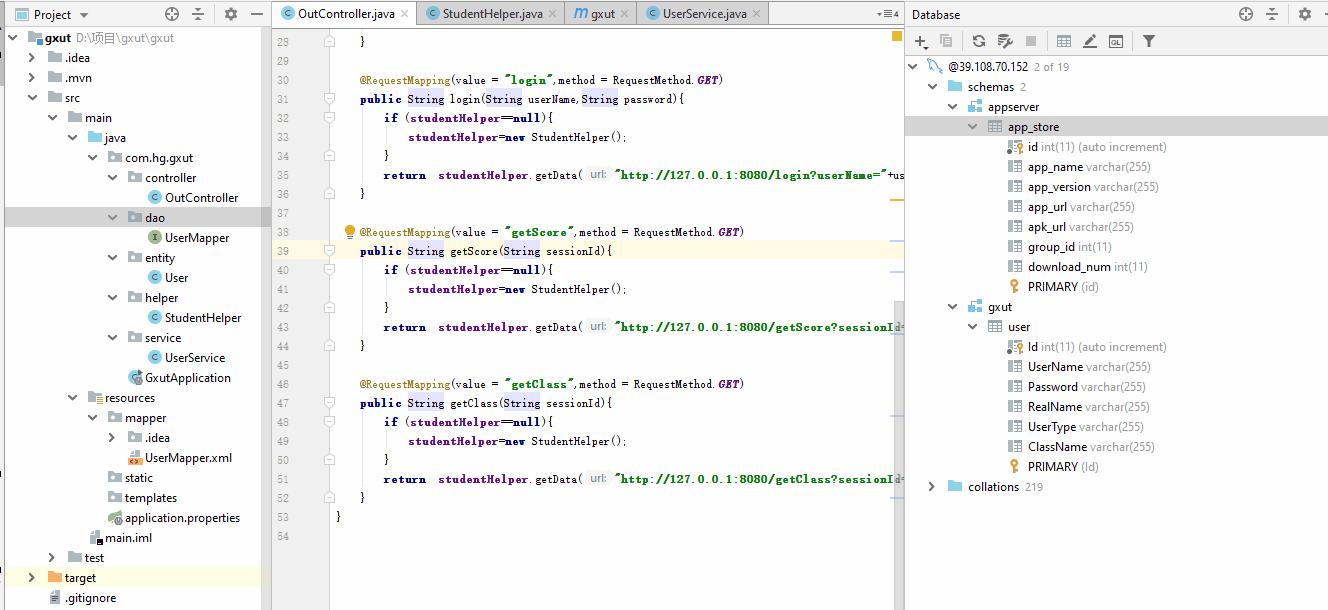 Project
gxut D:\项目\gxut\gxut
.idea
.mvn
src
main
java
com.hg.gxut
controller
OutController
dao
UserMapper
entity
User
helper
StudentHelper
service
UserService
GxutApplication
resources
mapper
.idea
UserMapper.xml
static
templates
application.properties
main.iml
test
target
.gitignore
OutController.java
StudentHelper.java
gxut
UserService.java
4
28 }
29
30 @RequestMapping(value = "login",method = RequestMethod.GET)
31 public String login(String userName,String password){
32 if (studentHelper==null){
33 studentHelper=new StudentHelper();
34 }
35 return studentHelper.getData( url: "http://127.0.0.1:8080/login?userName="+us
36 }
37
38 @RequestMapping(value = "getScore",method = RequestMethod.GET)
39 public String getScore(String sessionId){
40 if (studentHelper==null){
41 studentHelper=new StudentHelper();
42 }
43 return studentHelper.getData( url: "http://127.0.0.1:8080/getScore?sessionId=
44 }
45
46 @RequestMapping(value = "getClass",method = RequestMethod.GET)
47 public String getClass(String sessionId){
48 if (studentHelper==null){
49 studentHelper=new StudentHelper();
50 }
51 return studentHelper.getData( url: "http://127.0.0.1:8080/getClass?sessionId=
52 }
53 }
54
Database
@39.108.70.152 2 of 19
schemas 2
appserver
app_store
id int(11) (auto increment)
app_name varchar(255)
app_version varchar(255)
app_url varchar(255)
apk_url varchar(255)
group_id int(11)
download_num int(11)
PRIMARY (id)
gxut
user
Id int(11) (auto increment)
UserName varchar(255)
Password varchar(255)
RealName varchar(255)
UserType varchar(255)
ClassName varchar(255)
PRIMARY (Id)
collations 219